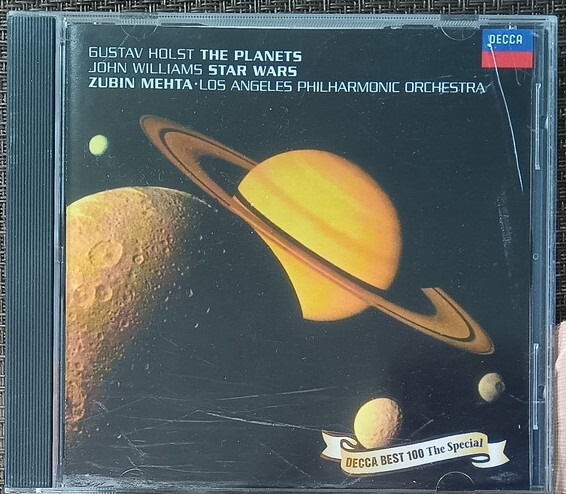 GUSTAV HOLST THE PLANETS
JOHN WILLIAMS STAR WARS
ZUBIN MEHTA·LOS ANGELES PHILHARMONIC ORCHESTRA
DECCA
DECCA BEST 100 The Special